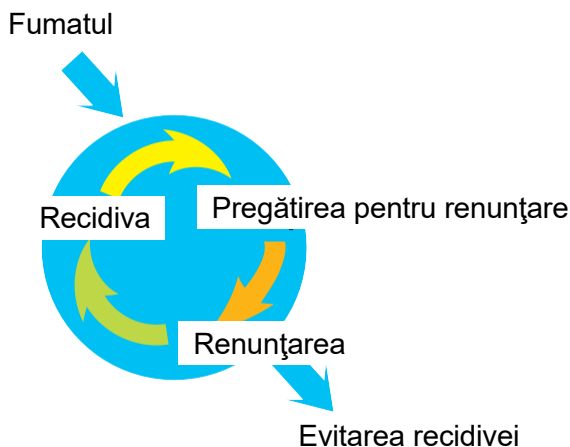 Fumatul
Recidiva
Pregătirea pentru renunţare
Renunţarea
Evitarea recidivei